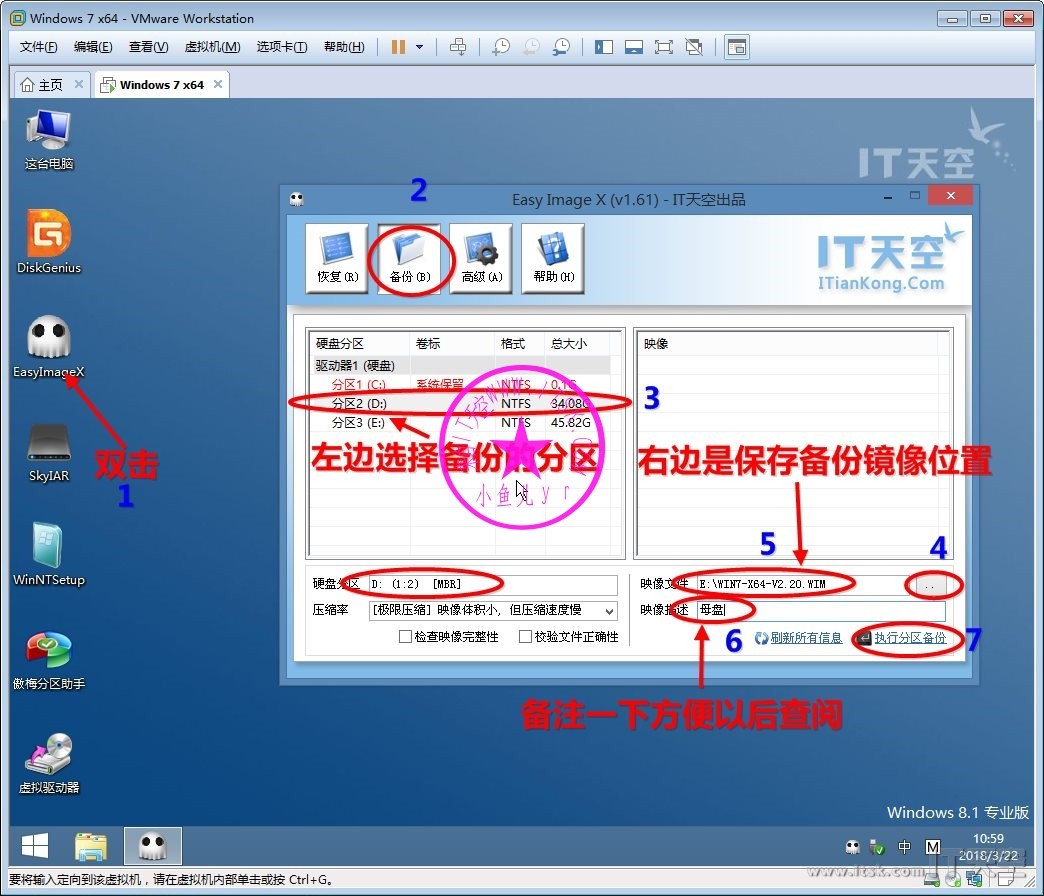 Windows 7 x64 - VMware Workstation
文件(F) 编辑(E) 查看(V) 虚拟机(M) 选项卡(T) 帮助(H)
主页 Windows 7 x64
这台电脑
IT天空
DiskGenius
EasyImageX
双击
1
SkyIAR
WinNTSetup
傲梅分区助手
虚拟驱动器
2
Easy Image X (v1.61) - IT天空出品
恢复(R) 备份(B) 高级(A) 帮助(H)
IT天空
ITianKong.Com
硬盘分区 卷标 格式 总大小
驱动器1 (硬盘)
分区1 (C:) 系统保留 NTFS 0.1G
分区2 (D:) NTFS 34.08G
分区3 (E:) NTFS 45.82G
左边选择备份的分区
小鱼儿yr
映像
3
右边是保存备份镜像位置
5
4
硬盘分区 D: (1:2) [MBR]
压缩率 [极限压缩] 映像体积小，但压缩速度慢
检查映像完整性 校验文件正确性
映像文件 E:\WIN7-X64-V2.20.WIM ..
映像描述 母盘
6
刷新所有信息 执行分区备份
7
备注一下方便以后查阅
Windows 8.1 专业版
中 M
10:59
2018/3/22
IT天空
www.itsk.com
要将输入定向到该虚拟机，请在虚拟机内部单击或按 Ctrl+G。